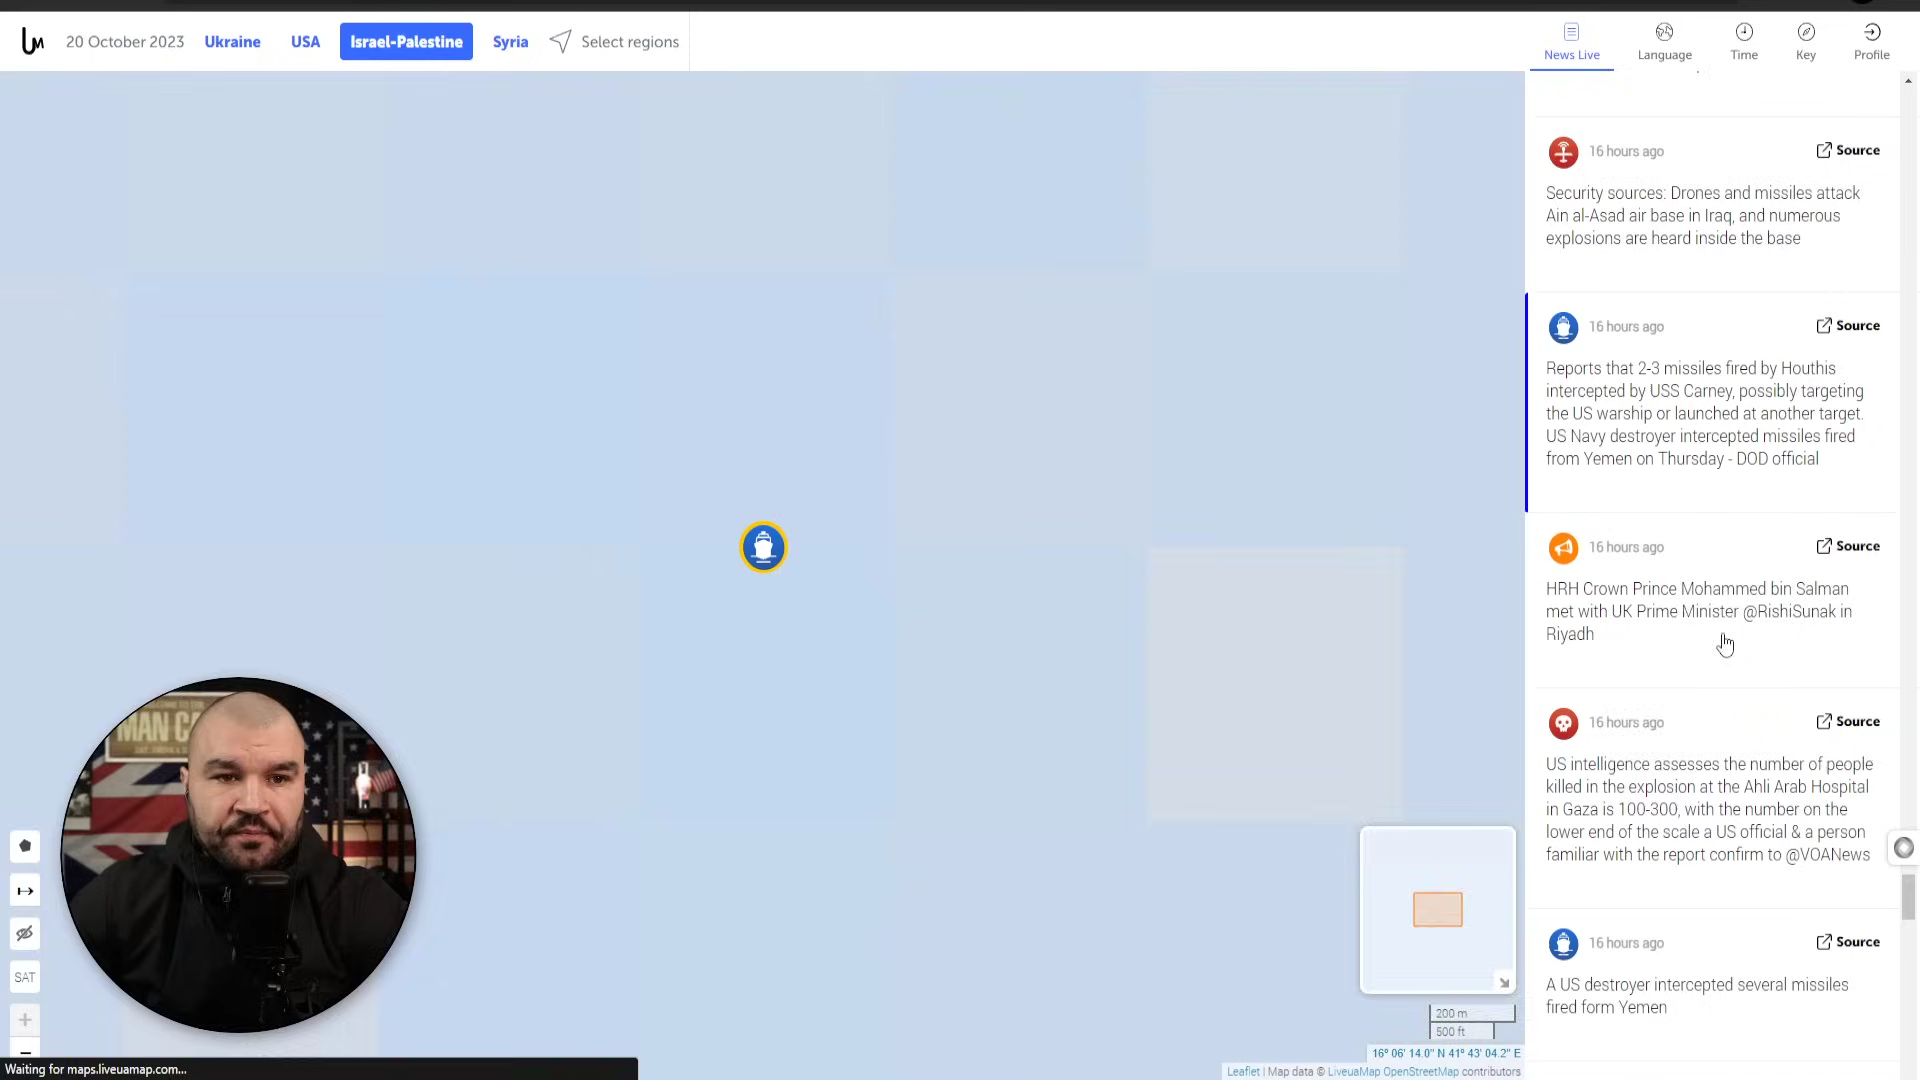 20 October 2023 Ukraine USA Israel-Palestine Syria Select regions
News Live Language Time Key Profile
16 hours ago Source
Security sources: Drones and missiles attack
Ain al-Asad air base in Iraq, and numerous
explosions are heard inside the base
16 hours ago Source
Reports that 2-3 missiles fired by Houthis
intercepted by USS Carney, possibly targeting
the US warship or launched at another target.
US Navy destroyer intercepted missiles fired
from Yemen on Thursday - DOD official
16 hours ago Source
HRH Crown Prince Mohammed bin Salman
met with UK Prime Minister @RishiSunak in
Riyadh
16 hours ago Source
US intelligence assesses the number of people
killed in the explosion at the Ahli Arab Hospital
in Gaza is 100-300, with the number on the
lower end of the scale a US official & a person
familiar with the report confirm to @VOANews
16 hours ago Source
A US destroyer intercepted several missiles
fired form Yemen
MAN
SAT
+
−
200 m
500 ft
16° 06' 14.0" N 41° 43' 04.2" E
Leaflet | Map data © LiveuaMap OpenStreetMap contributors
Waiting for maps.liveuamap.com...